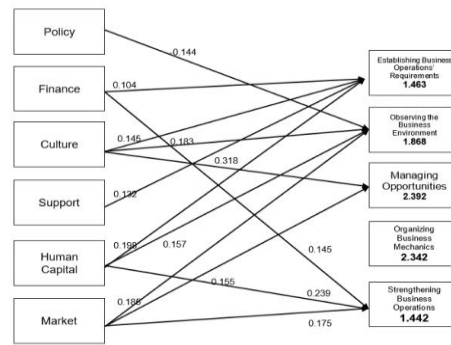 Policy
Finance
Culture
Support
Human
Capital
Market
-0.144
0.104
0.145
0.183
0.318
0.132
0.198
0.157
0.145
0.155
0.239
0.186
0.175
Establishing Business
Operations'
Requirements
1.463
Observing the
Business
Environment
1.868
Managing
Opportunities
2.392
Organizing
Business
Mechanics
2.342
Strengthening
Business
Operations
1.442